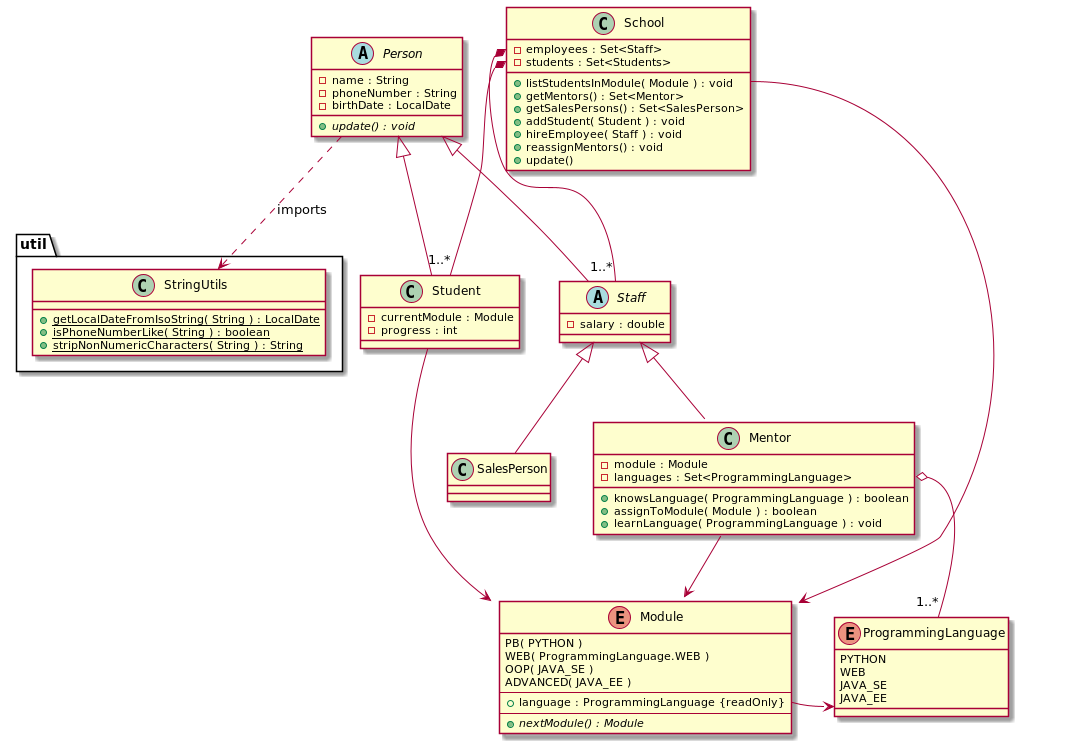 C School
employees : Set<Staff>
students : Set<Students>
listStudentsInModule( Module ) : void
getMentors() : Set<Mentor>
getSalesPersons() : Set<SalesPerson>
addStudent( Student ) : void
hireEmployee( Staff ) : void
reassignMentors() : void
update()
A Person
name : String
phoneNumber : String
birthDate : LocalDate
update() : void
imports
util
C StringUtils
getLocalDateFromIsoString( String ) : LocalDate
isPhoneNumberLike( String ) : boolean
stripNonNumericCharacters( String ) : String
1..*
C Student
currentModule : Module
progress : int
1..*
A Staff
salary : double
C SalesPerson
C Mentor
module : Module
languages : Set<ProgrammingLanguage>
knowsLanguage( ProgrammingLanguage ) : boolean
assignToModule( Module ) : boolean
learnLanguage( ProgrammingLanguage ) : void
E Module
PB( PYTHON )
WEB( ProgrammingLanguage.WEB )
OOP( JAVA_SE )
ADVANCED( JAVA_EE )
language : ProgrammingLanguage {readOnly}
nextModule() : Module
1..*
E ProgrammingLanguage
PYTHON
WEB
JAVA_SE
JAVA_EE